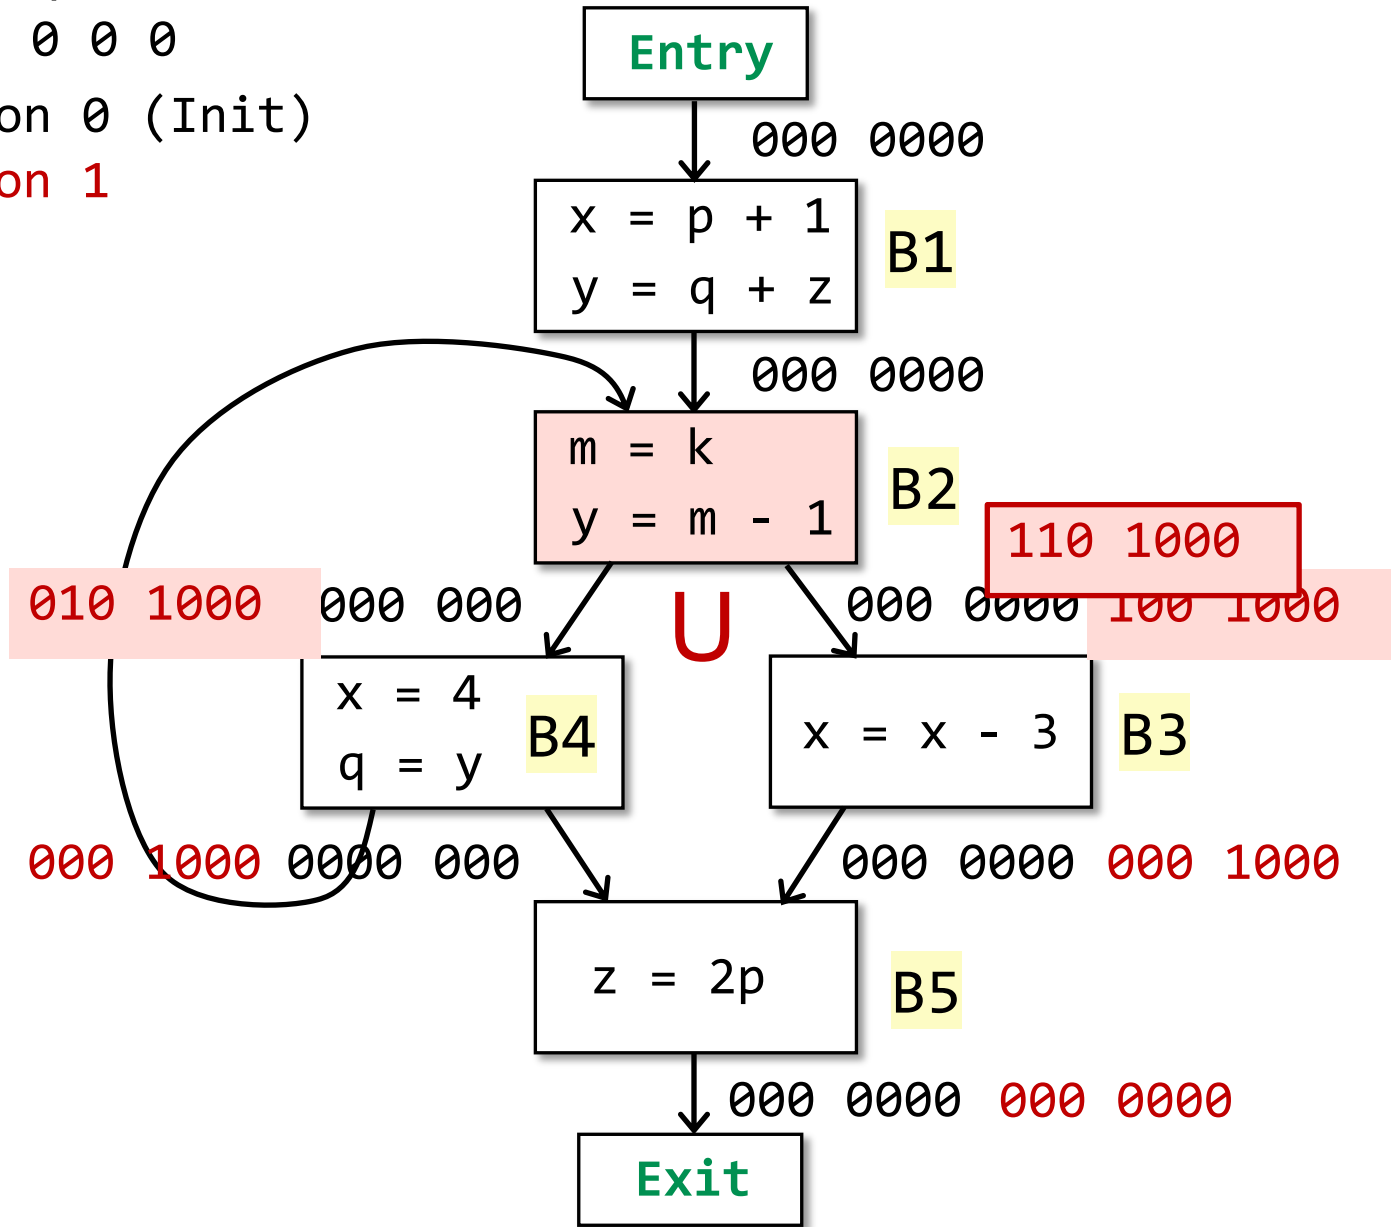 0 0 0
on 0 (Init)
on 1
Entry
000 0000
x = p + 1
y = q + z
B1
000 0000
m = k
y = m - 1
B2
110 1000
010 1000 000 000
U
000 0000 100 1000
x = 4
q = y
B4
x = x - 3
B3
000 1000 0000 000
000 0000 000 1000
z = 2p
B5
000 0000 000 0000
Exit